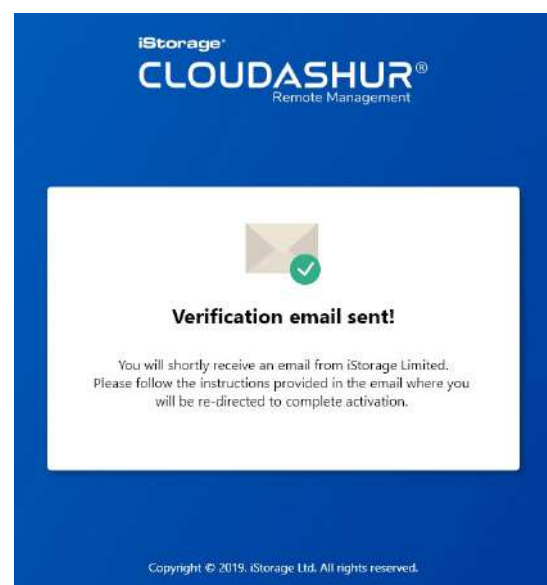 iStorage®
CLOUDASHUR®
Remote Management
Verification email sent!
You will shortly receive an email from iStorage Limited.
Please follow the instructions provided in the email where you
will be re-directed to complete activation.
Copyright © 2019. iStorage Ltd. All rights reserved.